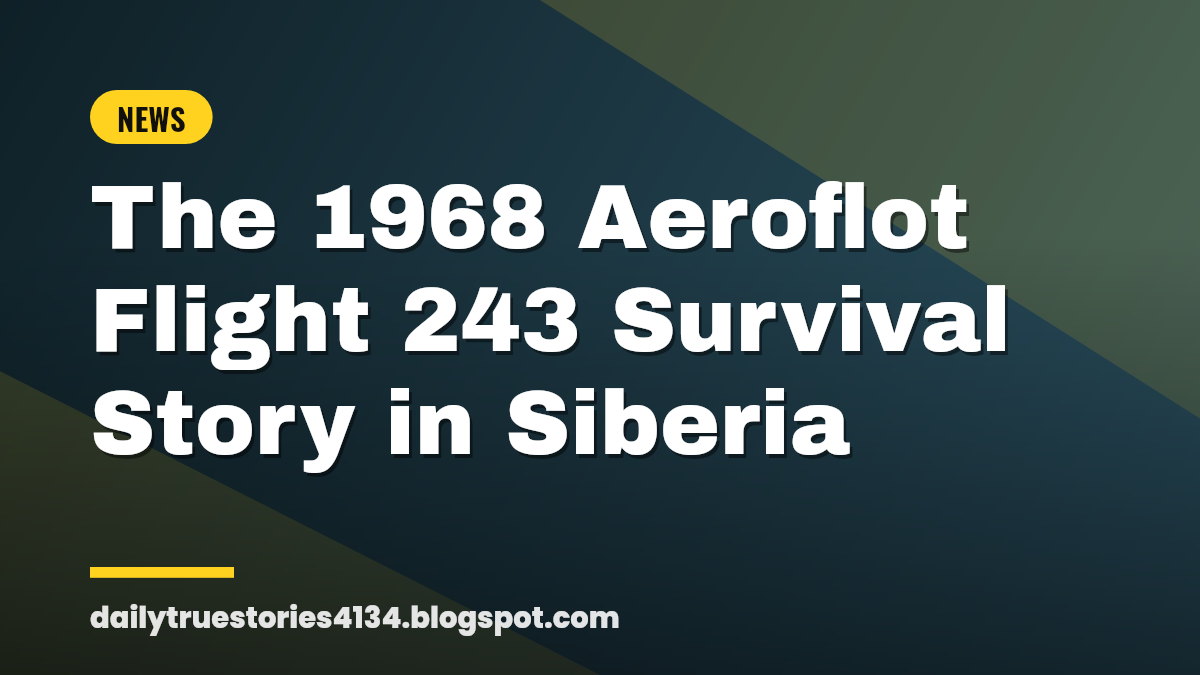 NEWS
The 1968 Aeroflot
Flight 243 Survival
Story in Siberia
dailytruestories4134.blogspot.com